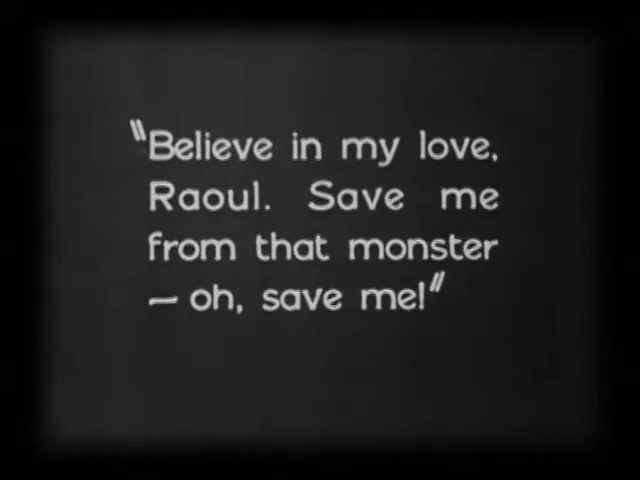 "Believe in my love,
Raoul. Save me
from that monster
— oh, save me!"